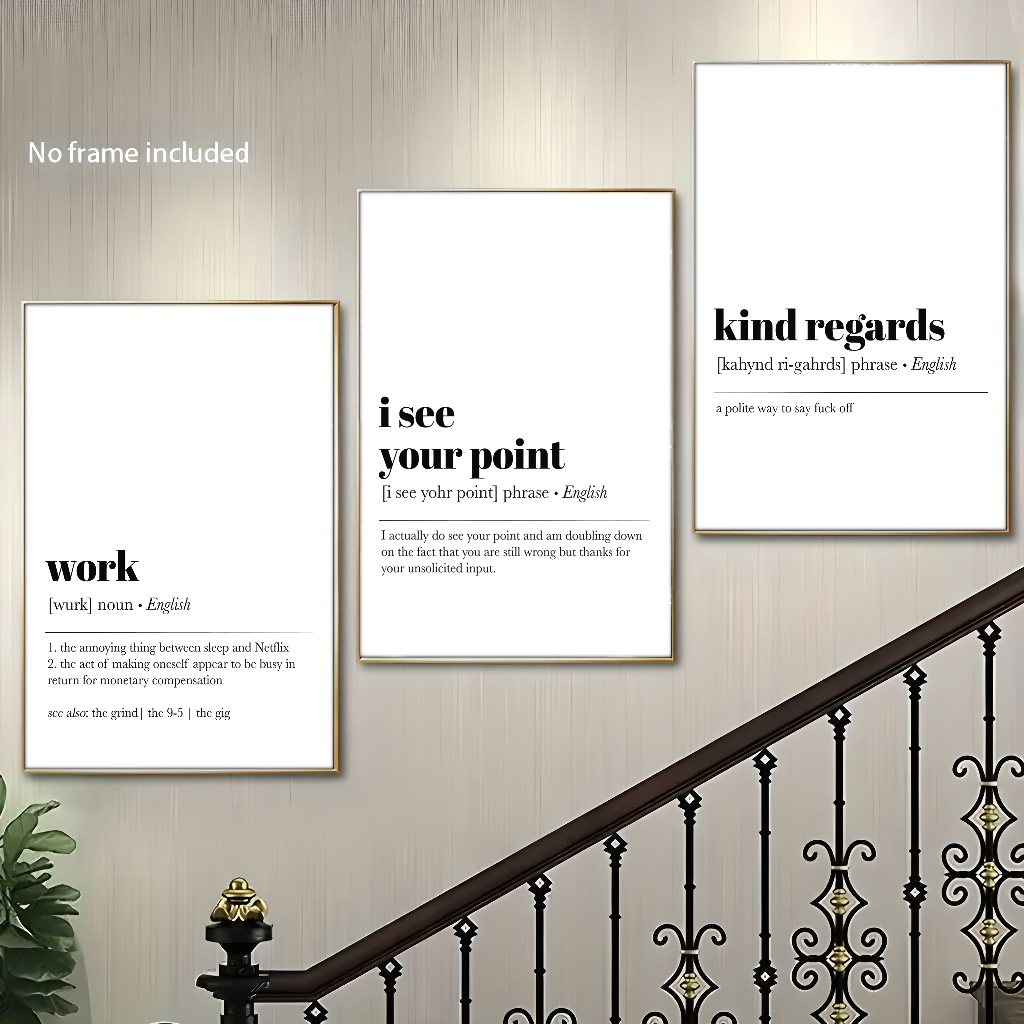 No frame included
work
[wurk] noun • English
1. the annoying thing between sleep and Netflix
2. the act of making oneself appear to be busy in
return for monetary compensation
see also: the grind| the 9-5 | the gig
i see
your point
[i see yohr point] phrase • English
I actually do see your point and am doubling down
on the fact that you are still wrong but thanks for
your unsolicited input.
kind regards
[kahynd ri-gahrds] phrase • English
a polite way to say fuck off